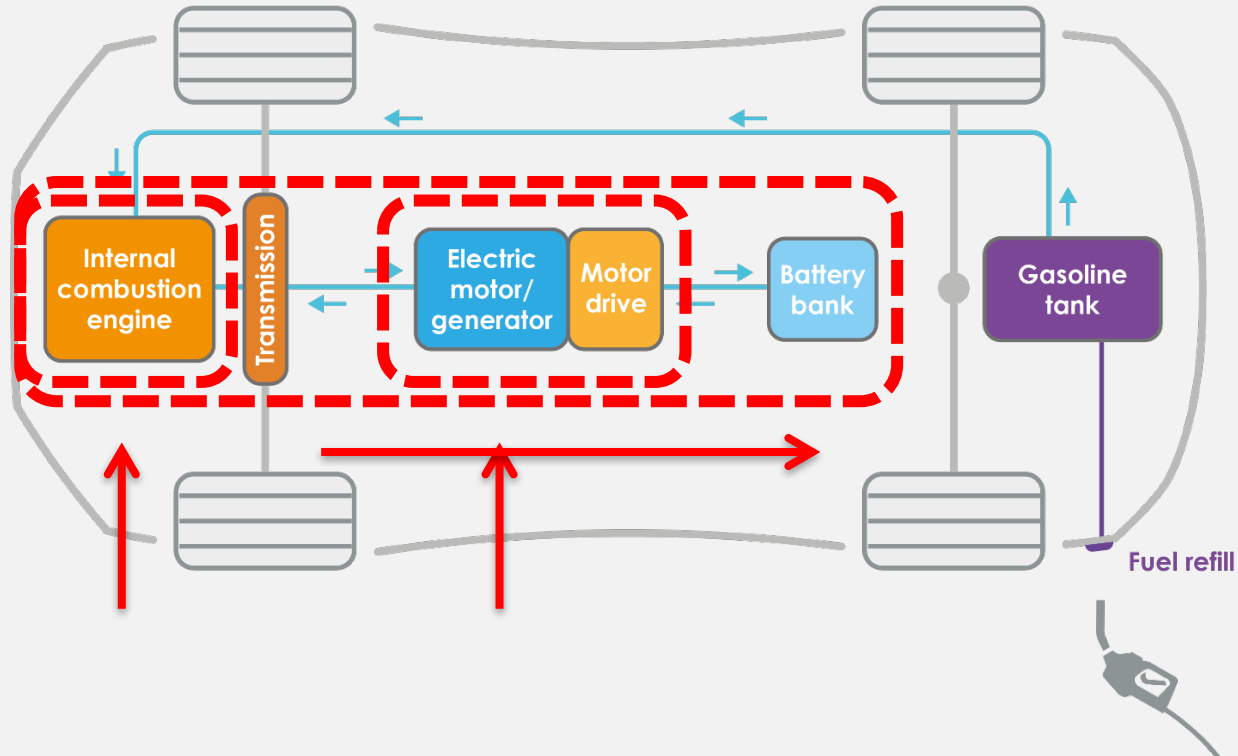 Internal
combustion
engine
Transmission
Electric
motor/
generator
Motor
drive
Battery
bank
Gasoline
tank
Fuel refill